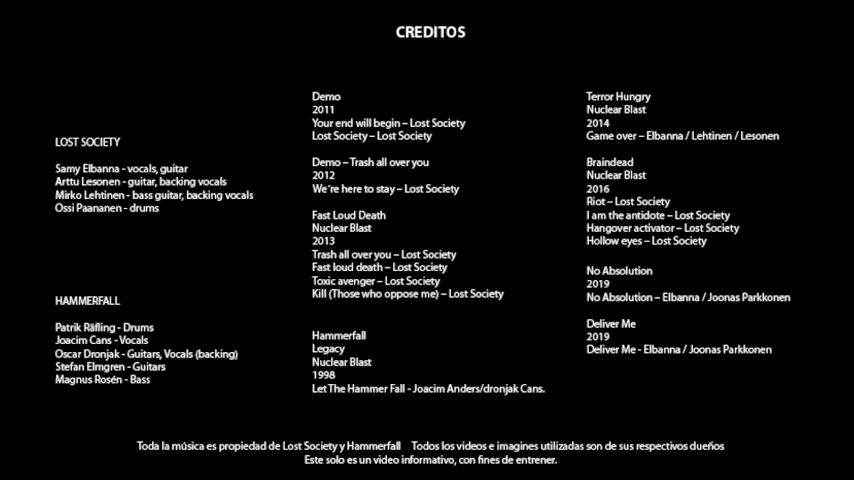 CREDITOS
LOST SOCIETY
Samy Elbanna - vocals, guitar
Arttu Lesonen - guitar, backing vocals
Mirko Lehtinen - bass guitar, backing vocals
Ossi Paananen - drums
HAMMERFALL
Patrik Räfling - Drums
Joacim Cans - Vocals
Oscar Dronjak - Guitars, Vocals (backing)
Stefan Elmgren - Guitars
Magnus Rosén - Bass
Demo
2011
Your end will begin – Lost Society
Lost Society – Lost Society
Demo – Trash all over you
2012
We´re here to stay – Lost Society
Fast Loud Death
Nuclear Blast
2013
Trash all over you – Lost Society
Fast loud death – Lost Society
Toxic avenger – Lost Society
Kill (Those who oppose me) – Lost Society
Hammerfall
Legacy
Nuclear Blast
1998
Let The Hammer Fall - Joacim Anders/dronjak Cans.
Terror Hungry
Nuclear Blast
2014
Game over – Elbanna / Lehtinen / Lesonen
Braindead
Nuclear Blast
2016
Riot – Lost Society
I am the antidote – Lost Society
Hangover activator – Lost Society
Hollow eyes – Lost Society
No Absolution
2019
No Absolution – Elbanna / Joonas Parkkonen
Deliver Me
2019
Deliver Me - Elbanna / Joonas Parkkonen
Toda la música es propiedad de Lost Society y Hammerfall Todos los videos e imagines utilizadas son de sus respectivos dueños
Este solo es un video informativo, con fines de entrener.